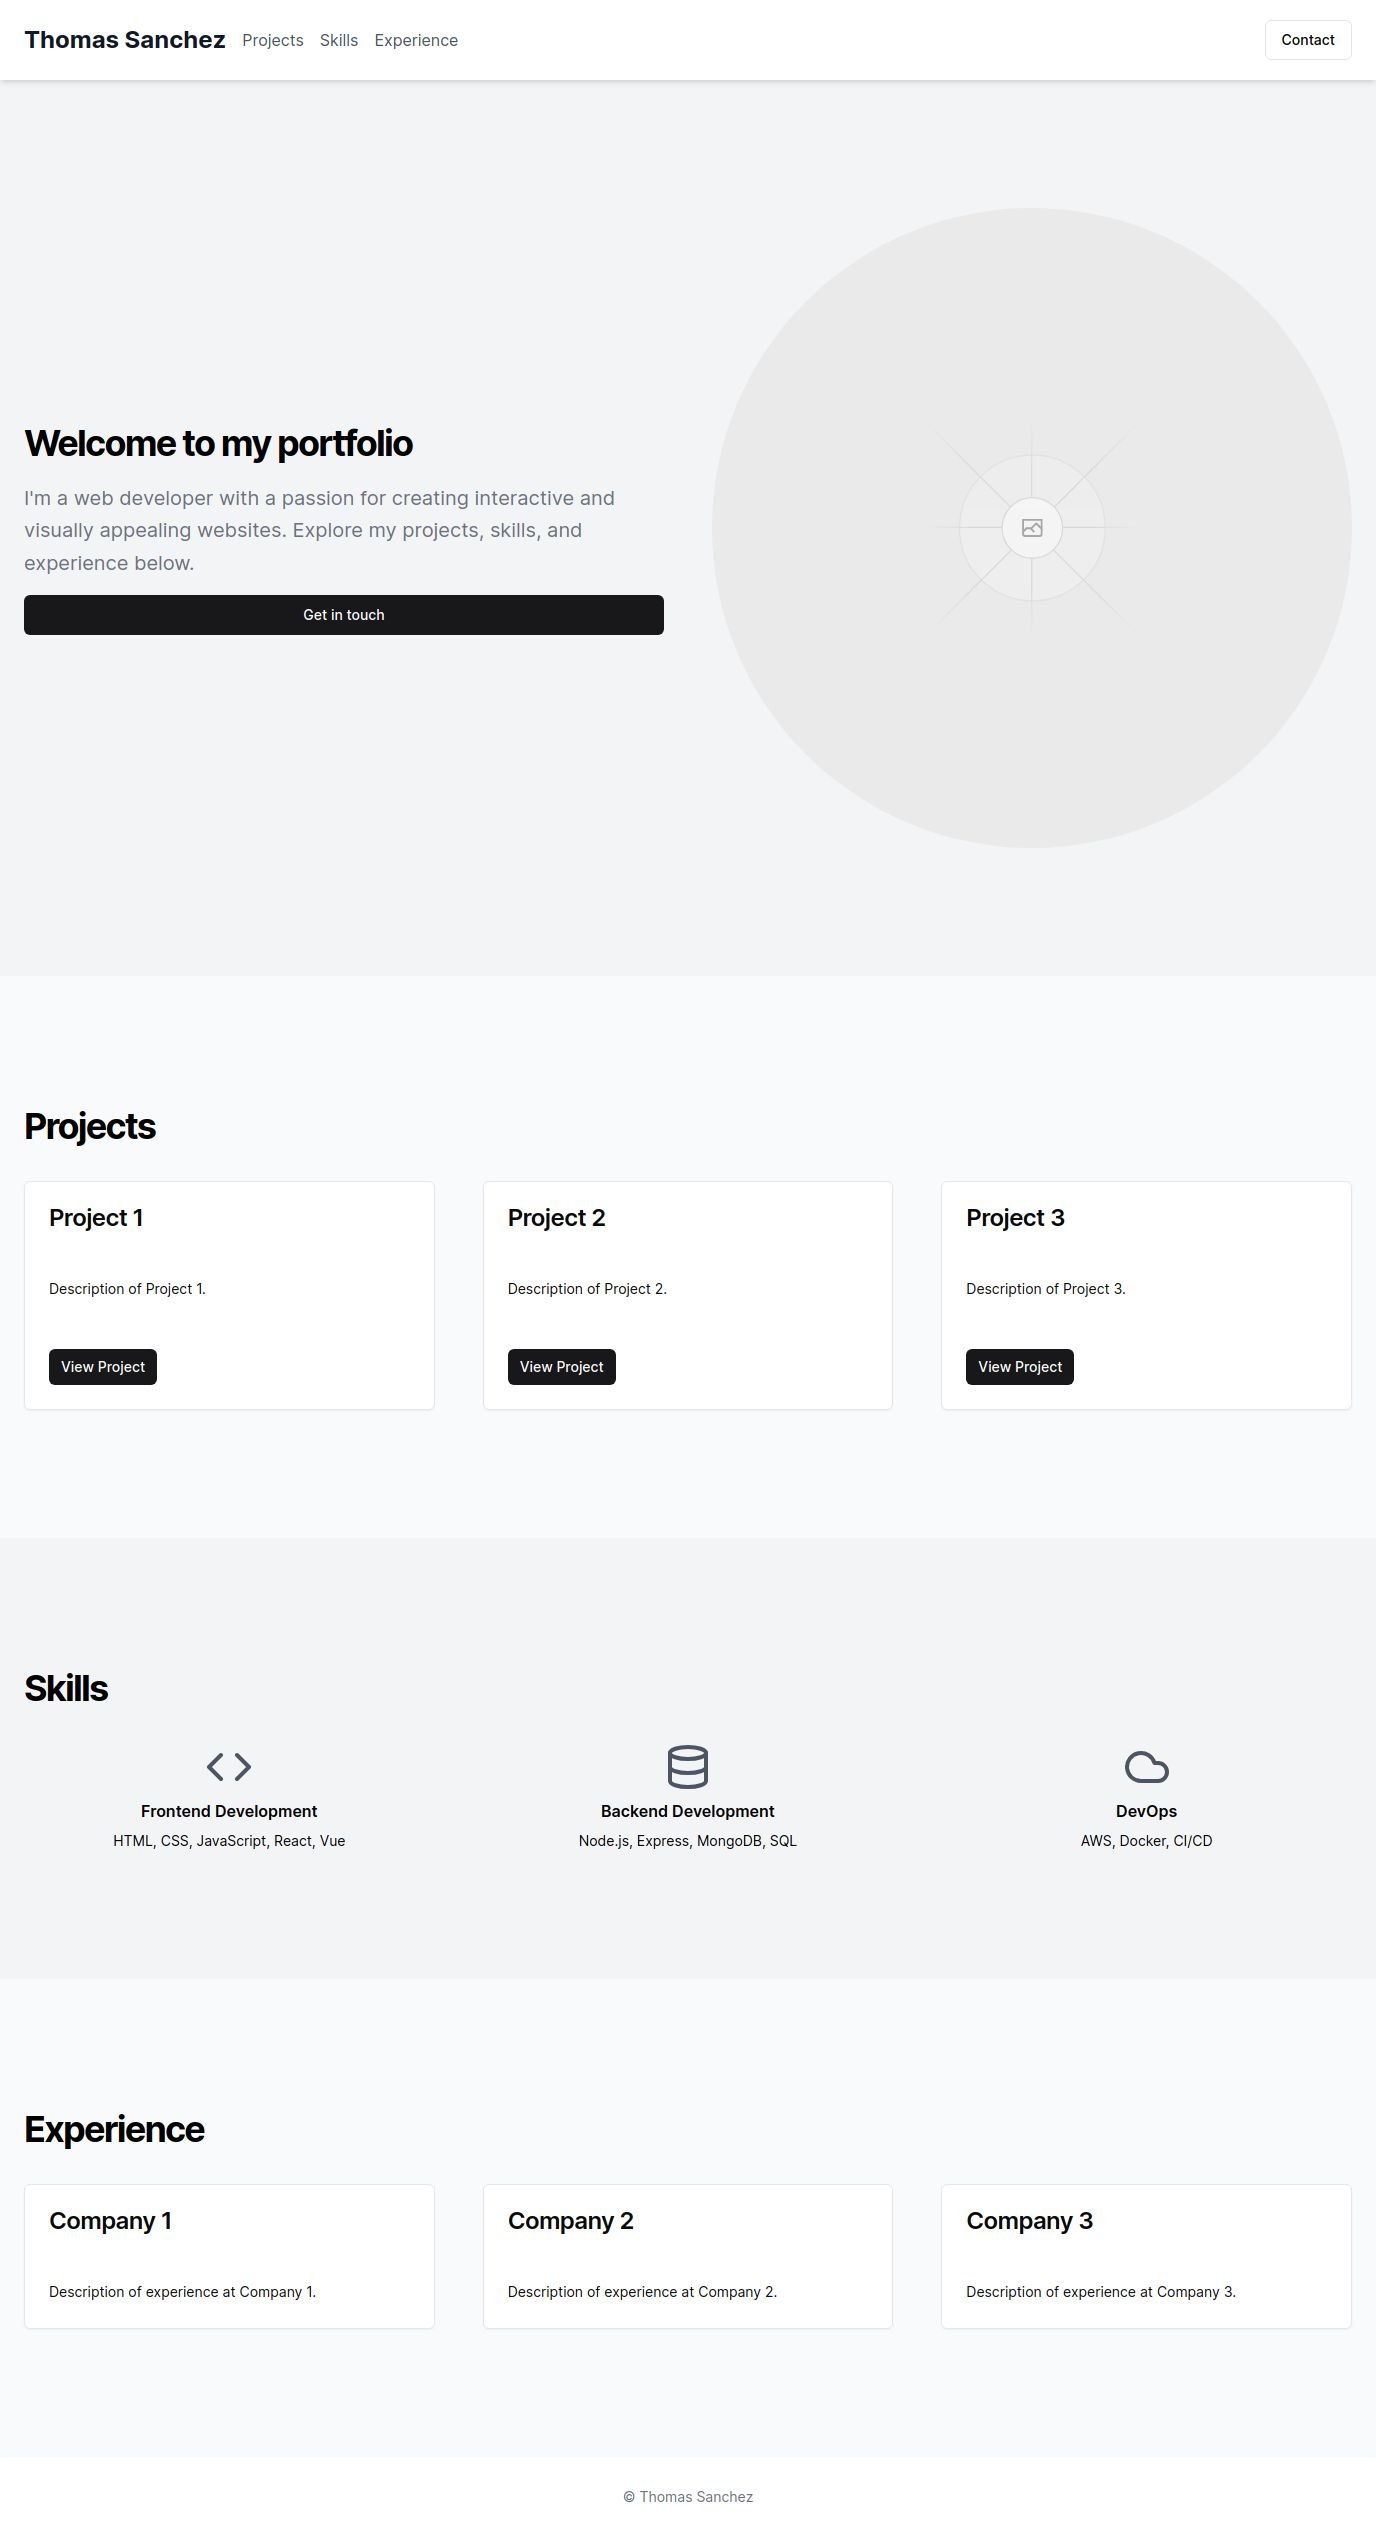 Thomas Sanchez Projects Skills Experience Contact
Welcome to my portfolio
I'm a web developer with a passion for creating interactive and
visually appealing websites. Explore my projects, skills, and
experience below.
Get in touch
Projects
Project 1
Description of Project 1.
View Project
Project 2
Description of Project 2.
View Project
Project 3
Description of Project 3.
View Project
Skills
Frontend Development
HTML, CSS, JavaScript, React, Vue
Backend Development
Node.js, Express, MongoDB, SQL
DevOps
AWS, Docker, CI/CD
Experience
Company 1
Description of experience at Company 1.
Company 2
Description of experience at Company 2.
Company 3
Description of experience at Company 3.
© Thomas Sanchez